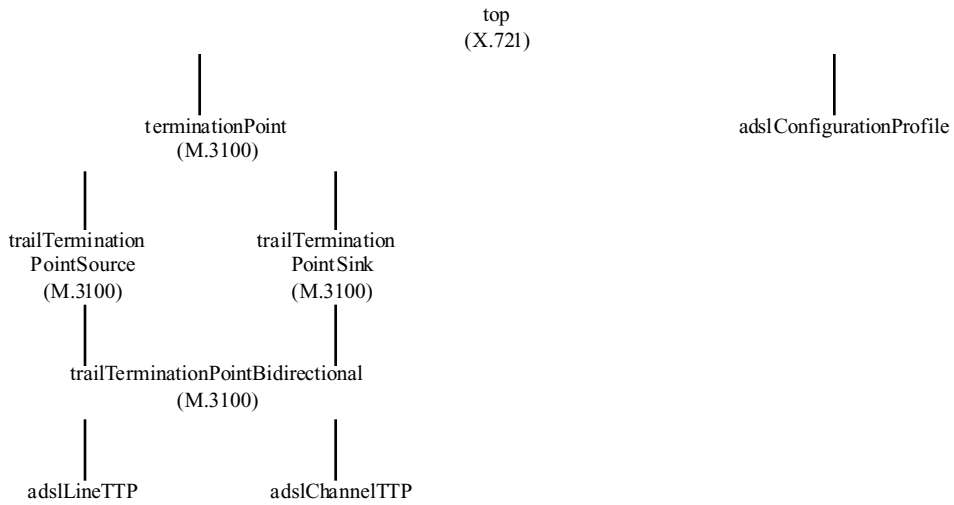 top
(X.721)
terminationPoint
(M.3100)
adslConfigurationProfile
trailTermination
PointSource
(M.3100)
trailTermination
PointSink
(M.3100)
trailTerminationPointBidirectional
(M.3100)
adslLineTTP
adslChannelTTP